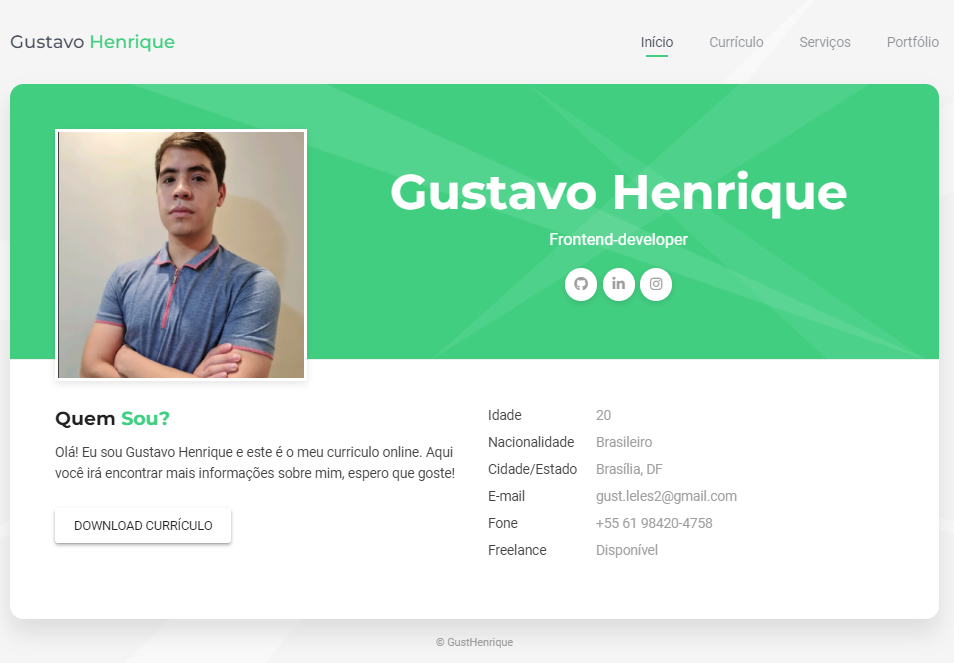 Gustavo Henrique
Início Currículo Serviços Portfólio
Gustavo Henrique
Frontend-developer
in
Quem Sou?
Olá! Eu sou Gustavo Henrique e este é o meu curriculo online. Aqui
você irá encontrar mais informações sobre mim, espero que goste!
DOWNLOAD CURRÍCULO
Idade 20
Nacionalidade Brasileiro
Cidade/Estado Brasília, DF
E-mail gust.leles2@gmail.com
Fone +55 61 98420-4758
Freelance Disponível
© GustHenrique